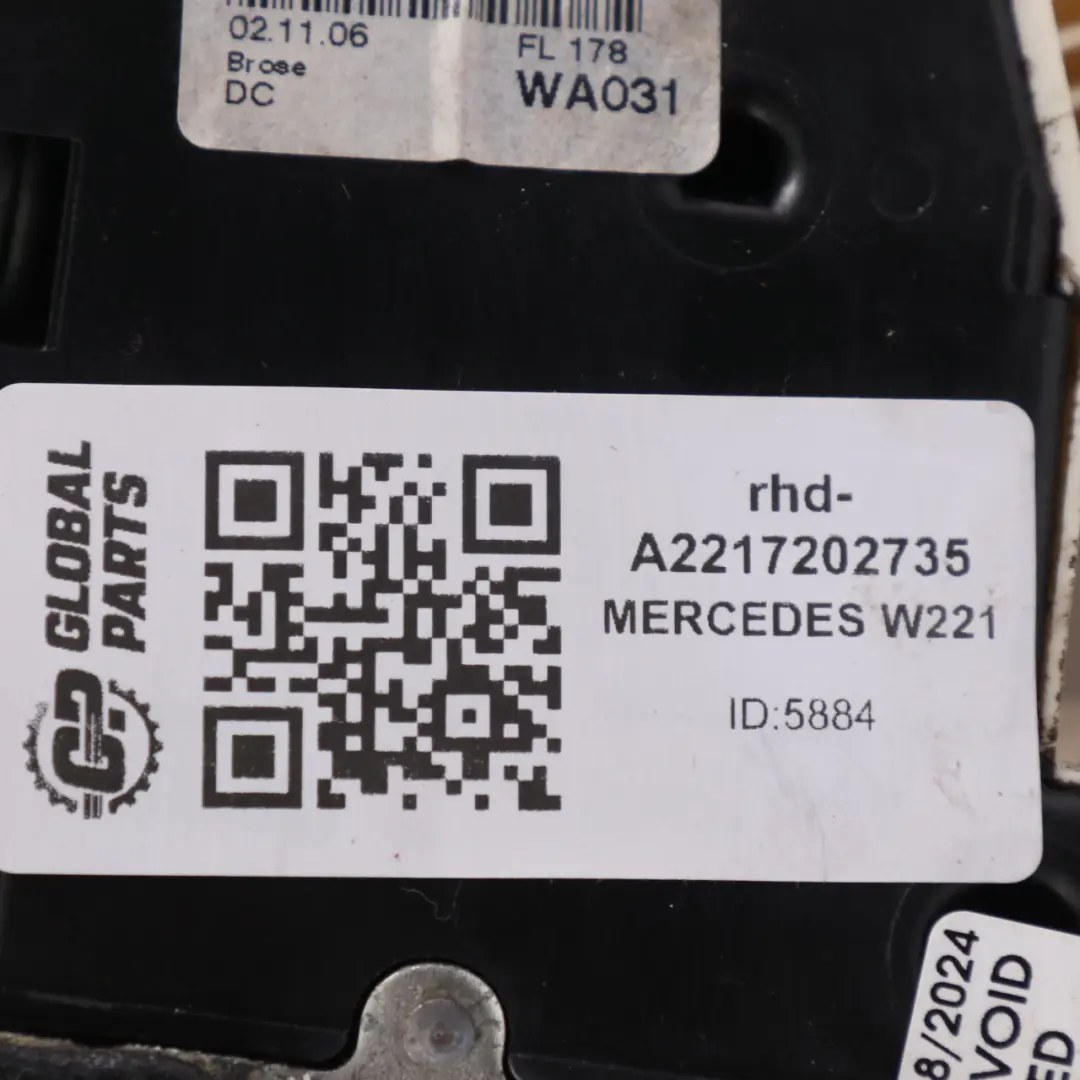 02.11.06
Brose
DC
FL 178
WA031
GLOBAL
PARTS
rhd-
A2217202735
MERCEDES W221
ID:5884
8/2024
VOID
ED